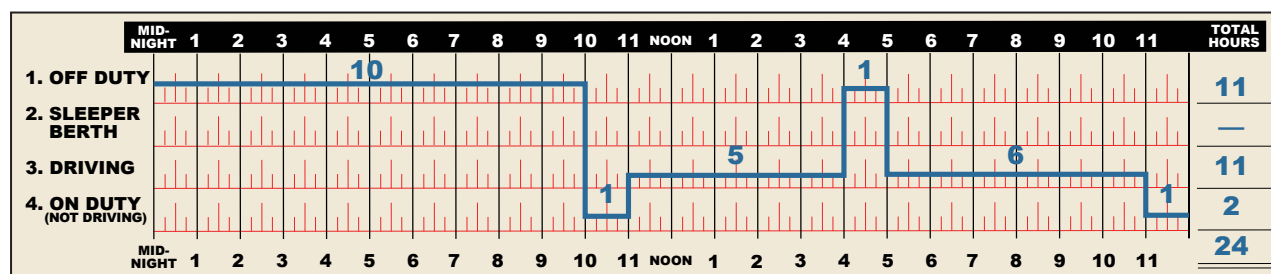 MID-
NIGHT 1 2 3 4 5 6 7 8 9 10 11 NOON 1 2 3 4 5 6 7 8 9 10 11 TOTAL
HOURS
1. OFF DUTY 10 1 11
2. SLEEPER
BERTH —
3. DRIVING 5 6 11
4. ON DUTY
(NOT DRIVING) 1 1 2
24
MID-
NIGHT 1 2 3 4 5 6 7 8 9 10 11 NOON 1 2 3 4 5 6 7 8 9 10 11